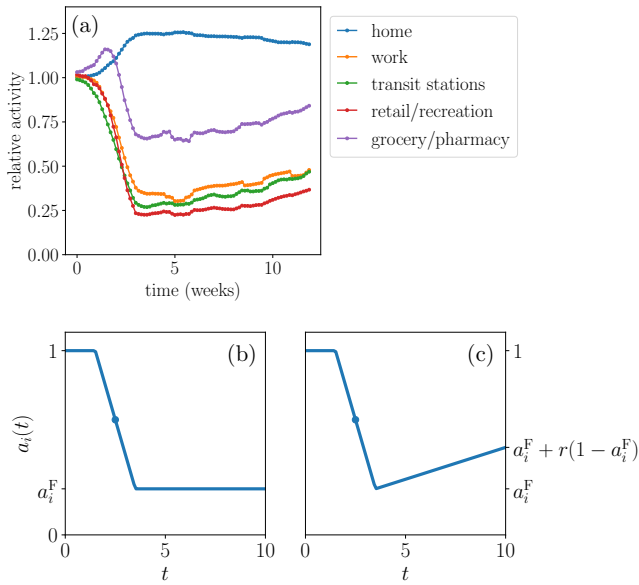 (a)
relative activity
1.25
1.00
0.75
0.50
0.25
0.00
0 5 10
time (weeks)
home
work
transit stations
retail/recreation
grocery/pharmacy
(b)
a_i(t)
1
a_i^F
0
0 5 10
t
(c)
1
a_i^F + r(1 − a_i^F)
a_i^F
0 5 10
t